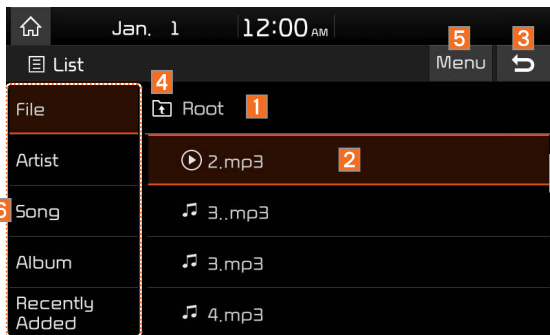 Jan. 1 12:00 AM
5 3
List Menu
4
File Root 1
Artist 2.mp3 2
6 Song 3..mp3
Album 3.mp3
Recently
Added 4.mp3